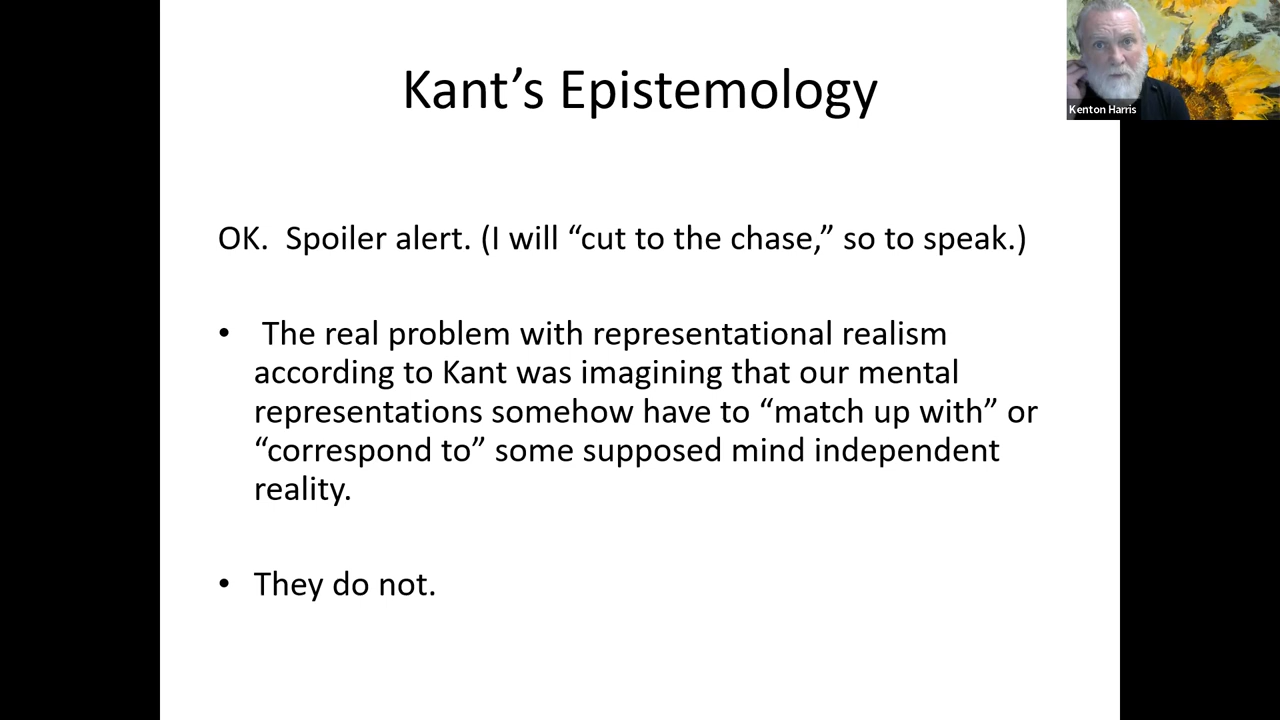 Kant’s Epistemology
Kenton Harris
OK.  Spoiler alert. (I will “cut to the chase,” so to speak.)
• The real problem with representational realism
according to Kant was imagining that our mental
representations somehow have to “match up with” or
“correspond to” some supposed mind independent
reality.
• They do not.